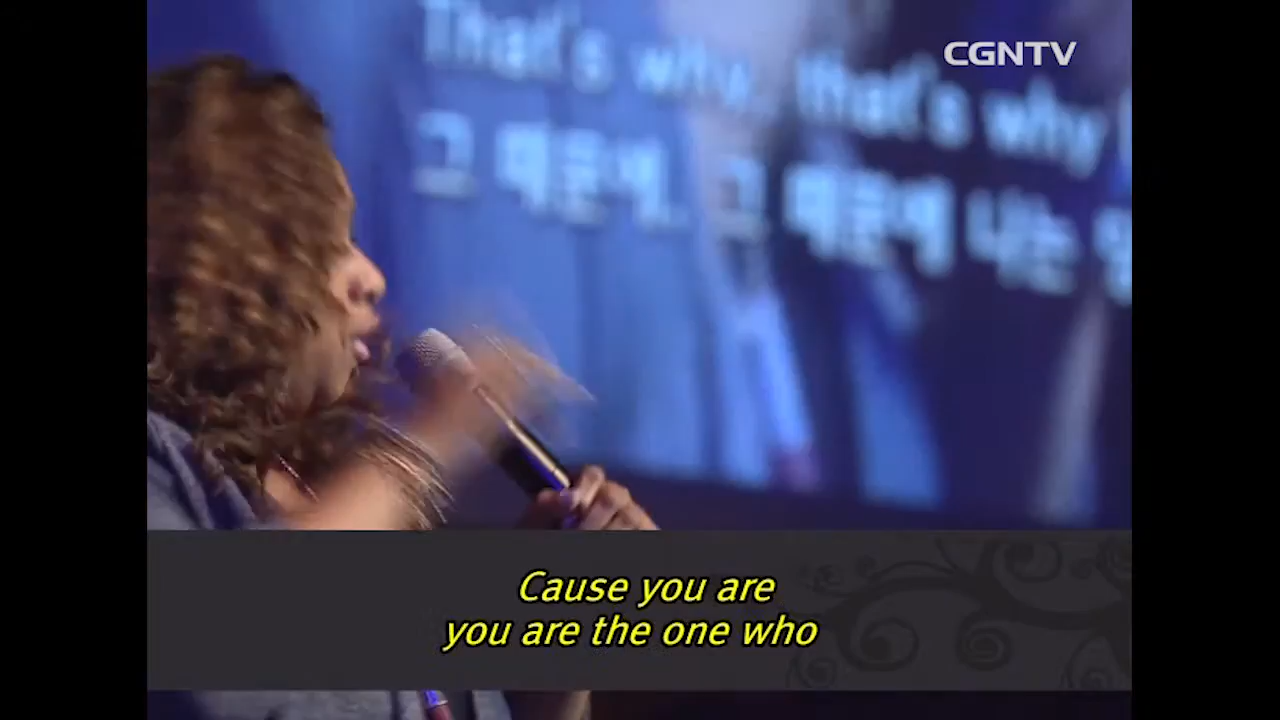 CGNTV
That's why, that's why
그 때문에, 그 때문에 나는
Cause you are
you are the one who